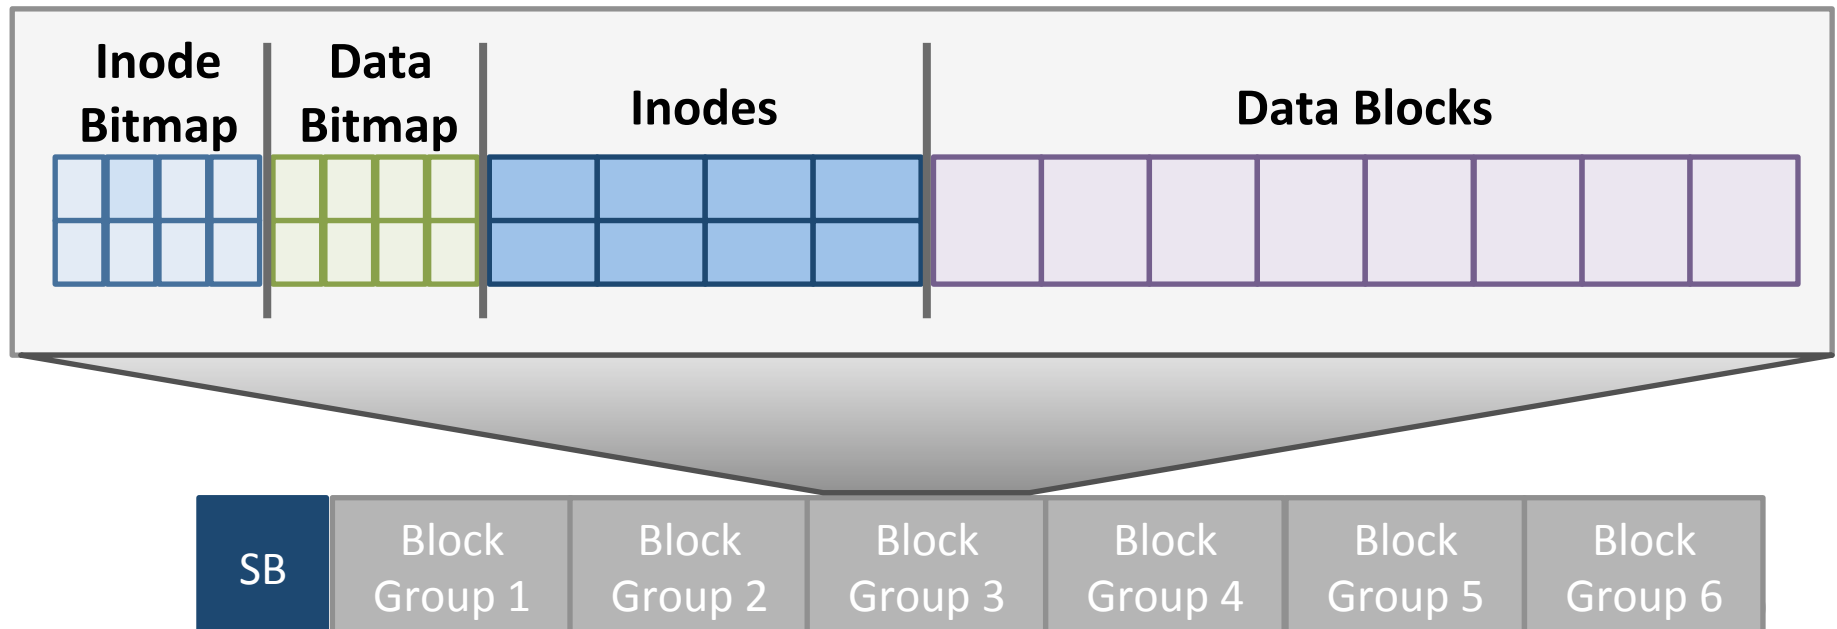 Inode
Bitmap
Data
Bitmap
Inodes
Data Blocks
SB
Block
Group 1
Block
Group 2
Block
Group 3
Block
Group 4
Block
Group 5
Block
Group 6